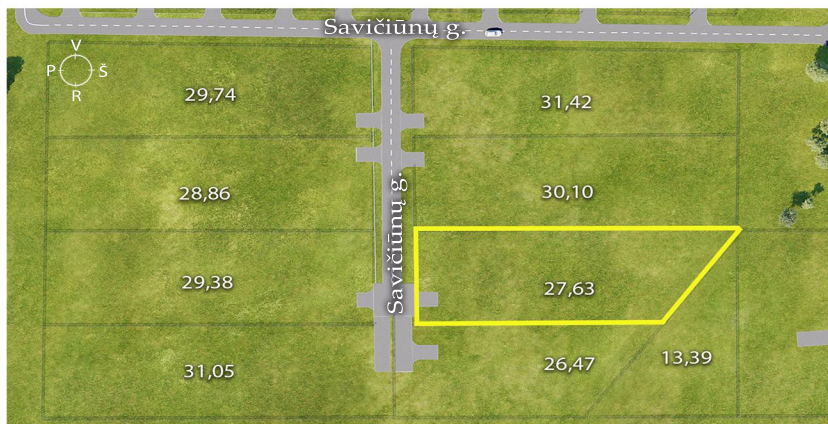 Savičiūnų g.
V
P Š
R
29,74
31,42
28,86
30,10
Savičiūnų g.
29,38
27,63
31,05
26,47
13,39